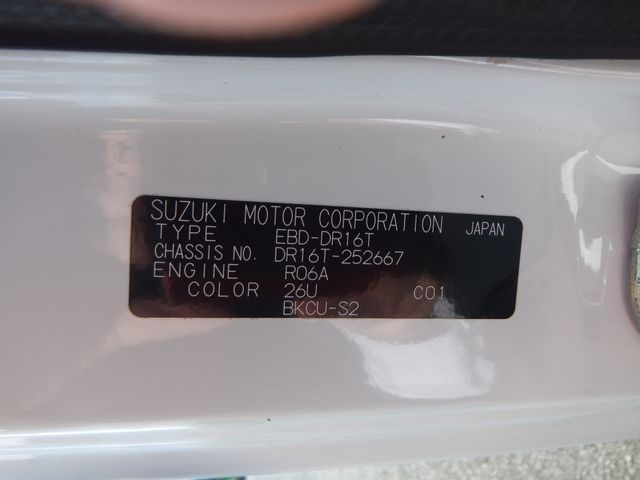 SUZUKI MOTOR CORPORATION JAPAN
TYPE EBD-DR16T
CHASSIS NO. DR16T-252667
ENGINE R06A
COLOR 26U C01
BKCU-S2